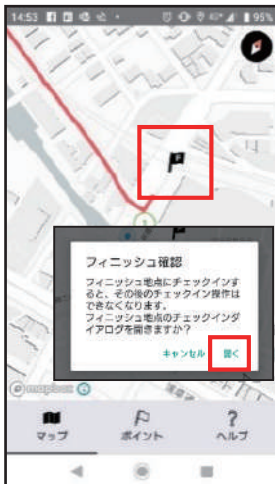 14:53
95%
フィニッシュ確認
フィニッシュ地点にチェックインす
ると、その後のチェックイン操作は
できなくなります。
フィニッシュ地点のチェックインダ
イアログを開きますか？
キャンセル 開く
mapbox
マップ ポイント ヘルプ